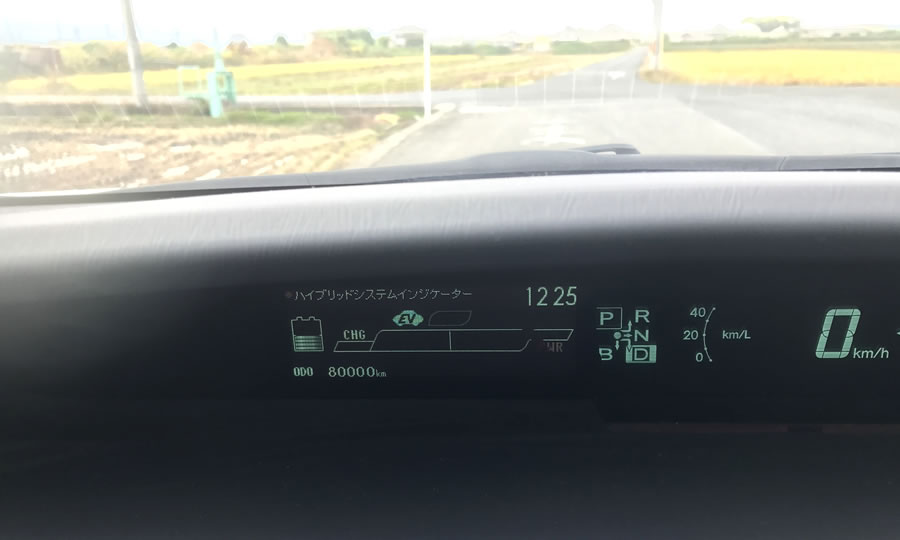 ハイブリッドシステムインジケーター
12 25
EV
CHG
PWR
ODO 80000km
P R
N
B D
40
20 km/L
0
0 km/h